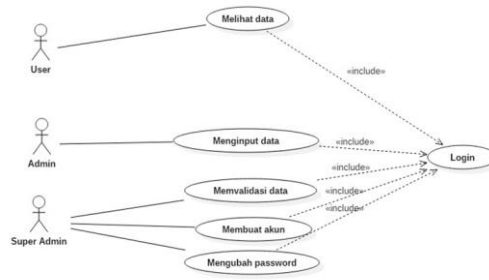 Melihat data
User
«include»
Admin
Menginput data
«include»
Login
«include»
Memvalidasi data
«include»
Super Admin
Membuat akun
«include»
Mengubah password